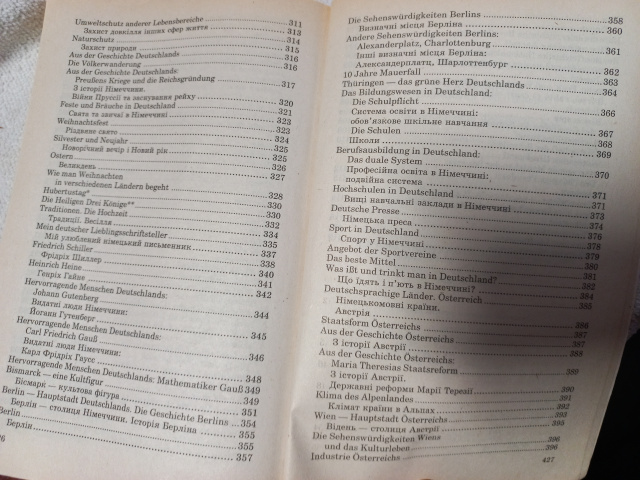 Umweltschutz anderer Lebensbereiche 311
Захист довкілля інших сфер життя 313
Naturschutz 314
Захист природи 315
Aus der Geschichte Deutschlands 316
Die Völkerwanderung 316
Aus der Geschichte Deutschlands:
Preußens Kriege und die Reichsgründung 317
З історії Німеччини.
Війни Пруссії та заснування рейху 320
Feste und Bräuche in Deutschland 321
Свята та звичаї в Німеччині 323
Weihnachtsfest 323
Різдвяне свято 324
Silvester und Neujahr 325
Новорічний вечір і Новий рік 325
Ostern 326
Великдень 327
Wie man Weihnachten
in verschiedenen Ländern begeht 328
Hubertustag* 330
Die Heiligen Drei Könige** 330
Traditionen. Die Hochzeit 332
Традиції. Весілля 334
Mein deutscher Lieblingsschriftsteller 335
Мій улюблений німецький письменник 337
Friedrich Schiller 338
Фрідріх Шиллер 340
Heinrich Heine 341
Генріх Гейне 342
Hervorragende Menschen Deutschlands:
Johann Gutenberg 344
Видатні люди Німеччини:
Йоганн Гутенберг 345
Hervorragende Menschen Deutschlands:
Carl Friedrich Gauß 346
Видатні люди Німеччини:
Карл Фрідріх Гаусс 348
Hervorragende Menschen Deutschlands: Mathematiker Gauß 349
Bismarck — eine Kultfigur 349
Бісмарк — культова фігура 351
Berlin — Hauptstadt Deutschlands. Die Geschichte Berlins 354
Берлін — столиця Німеччини. Історія Берліна 355
Berlin 355
Берлін 357
Die Sehenswürdigkeiten Berlins 358
Визначні місця Берліна 360
Andere Sehenswürdigkeiten Berlins:
Alexanderplatz, Charlottenburg 361
Інші визначні місця Берліна:
Александерплатц, Шарлоттенбург 362
10 Jahre Mauerfall 363
Thüringen — das grüne Herz Deutschlands 364
Das Bildungswesen in Deutschland:
Die Schulpflicht 366
Система освіти в Німеччині:
обов'язкове шкільне навчання 367
Die Schulen 368
Школи 369
Berufsausbildung in Deutschland:
Das duale System 370
Професійна освіта в Німеччині:
подвійна система 371
Hochschulen in Deutschland 371
Вищі навчальні заклади в Німеччині 373
Deutsche Presse 374
Німецька преса 376
Sport in Deutschland 378
Спорт у Німеччині 379
Angebot der Sportvereine 380
Das beste Mittel 381
Was ißt und trinkt man in Deutschland? 382
Що їдять і п'ють в Німеччині? 384
Deutschsprachige Länder. Österreich 385
Німецькомовні країни.
Австрія 386
Staatsform Österreichs 387
Aus der Geschichte Österreichs 387
З історії Австрії 388
Aus der Geschichte Österreichs:
Maria Theresias Staatsreform 389
З історії Австрії.
Державні реформи Марії Терезії 390
Klima des Alpenlandes 391
Клімат країни в Альпах 392
Wien — Hauptstadt Österreichs 393
Відень — столиця Австрії 395
Die Sehenswürdigkeiten Wiens
und das Kulturleben 396
Industrie Österreichs 396
427